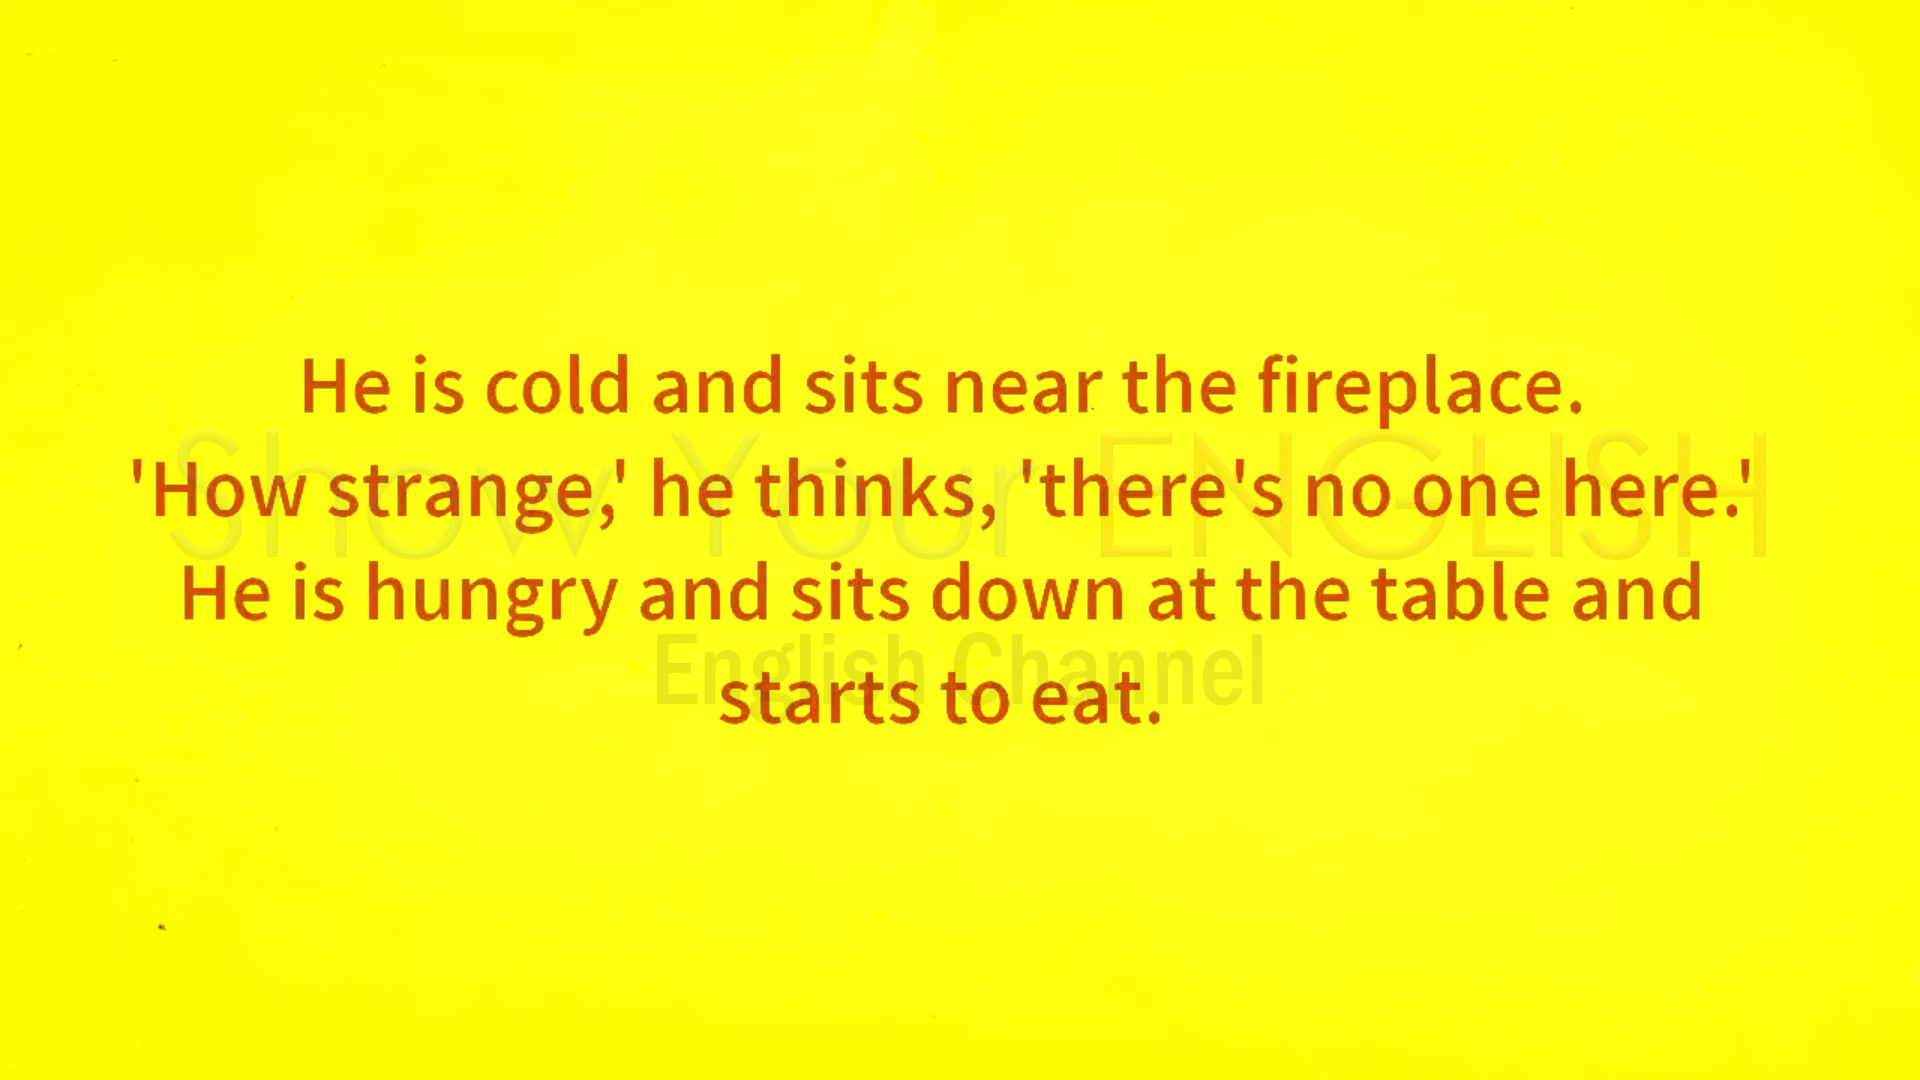 He is cold and sits near the fireplace.
'How strange,' he thinks, 'there's no one here.'
Show Your ENGLISH
He is hungry and sits down at the table and
English Channel
starts to eat.